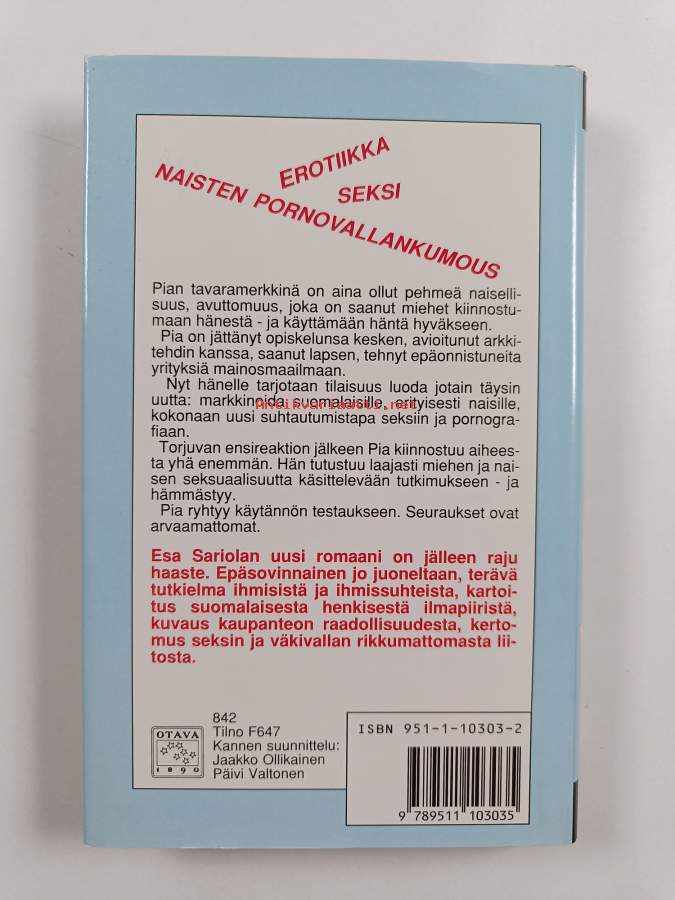 EROTIIKKA
SEKSI
NAISTEN PORNOVALLANKUMOUS
Pian tavaramerkkinä on aina ollut pehmeä naiselli-
suus, avuttomuus, joka on saanut miehet kiinnostu-
maan hänestä - ja käyttämään häntä hyväkseen.
Pia on jättänyt opiskelunsa kesken, avioitunut arkki-
tehdin kanssa, saanut lapsen, tehnyt epäonnistuneita
yrityksiä mainosmaailmaan.
Nyt hänelle tarjotaan tilaisuus luoda jotain täysin
uutta: markkinoida suomalaisille, erityisesti naisille,
Antikvariaatti.net
kokonaan uusi suhtautumistapa seksiin ja pornogra-
fiaan.
Torjuvan ensireaktion jälkeen Pia kiinnostuu aihees-
ta yhä enemmän. Hän tutustuu laajasti miehen ja nai-
sen seksuaalisuutta käsittelevään tutkimukseen - ja
hämmästyy.
Pia ryhtyy käytännön testaukseen. Seuraukset ovat
arvaamattomat.
Esa Sariolan uusi romaani on jälleen raju
haaste. Epäsovinnainen jo juoneltaan, terävä
tutkielma ihmisistä ja ihmissuhteista, kartoi-
tus suomalaisesta henkisestä ilmapiiristä,
kuvaus kaupanteon raadollisuudesta, kerto-
mus seksin ja väkivallan rikkumattomasta lii-
tosta.
OTAVA
1890
842
Tilno F647
Kannen suunnittelu:
Jaakko Ollikainen
Päivi Valtonen
ISBN 951-1-10303-2
9 789511 103035